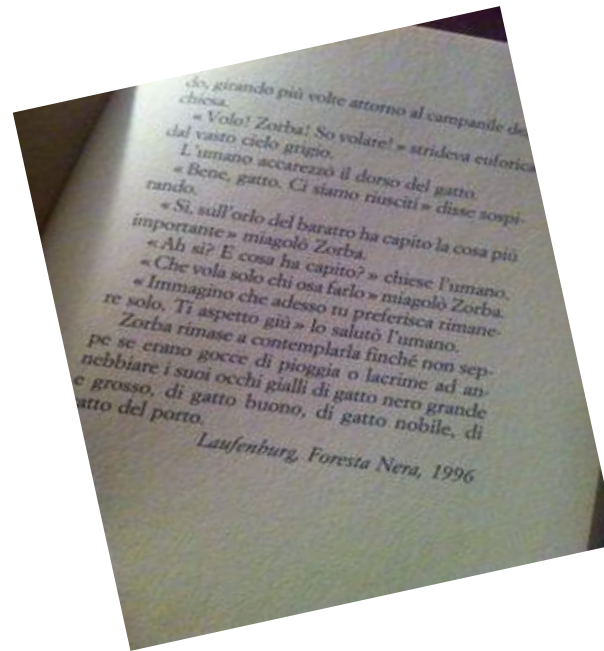 do, girando più volte attorno al campanile de
chiesa.
« Volo! Zorba! So volare! » strideva euforica
dal vasto cielo grigio.
L'umano accarezzò il dorso del gatto.
« Bene, gatto. Ci siamo riusciti » disse sospi-
rando.
« Sì, sull'orlo del baratro ha capito la cosa più
importante » miagolò Zorba.
« Ah sì? E cosa ha capito? » chiese l'umano.
« Che vola solo chi osa farlo » miagolò Zorba.
« Immagino che adesso tu preferisca rimane-
re solo. Ti aspetto giù » lo salutò l'umano.
Zorba rimase a contemplarla finché non sep-
pe se erano gocce di pioggia o lacrime ad an-
nebbiare i suoi occhi gialli di gatto nero grande
e grosso, di gatto buono, di gatto nobile, di
atto del porto.
Laufenburg, Foresta Nera, 1996